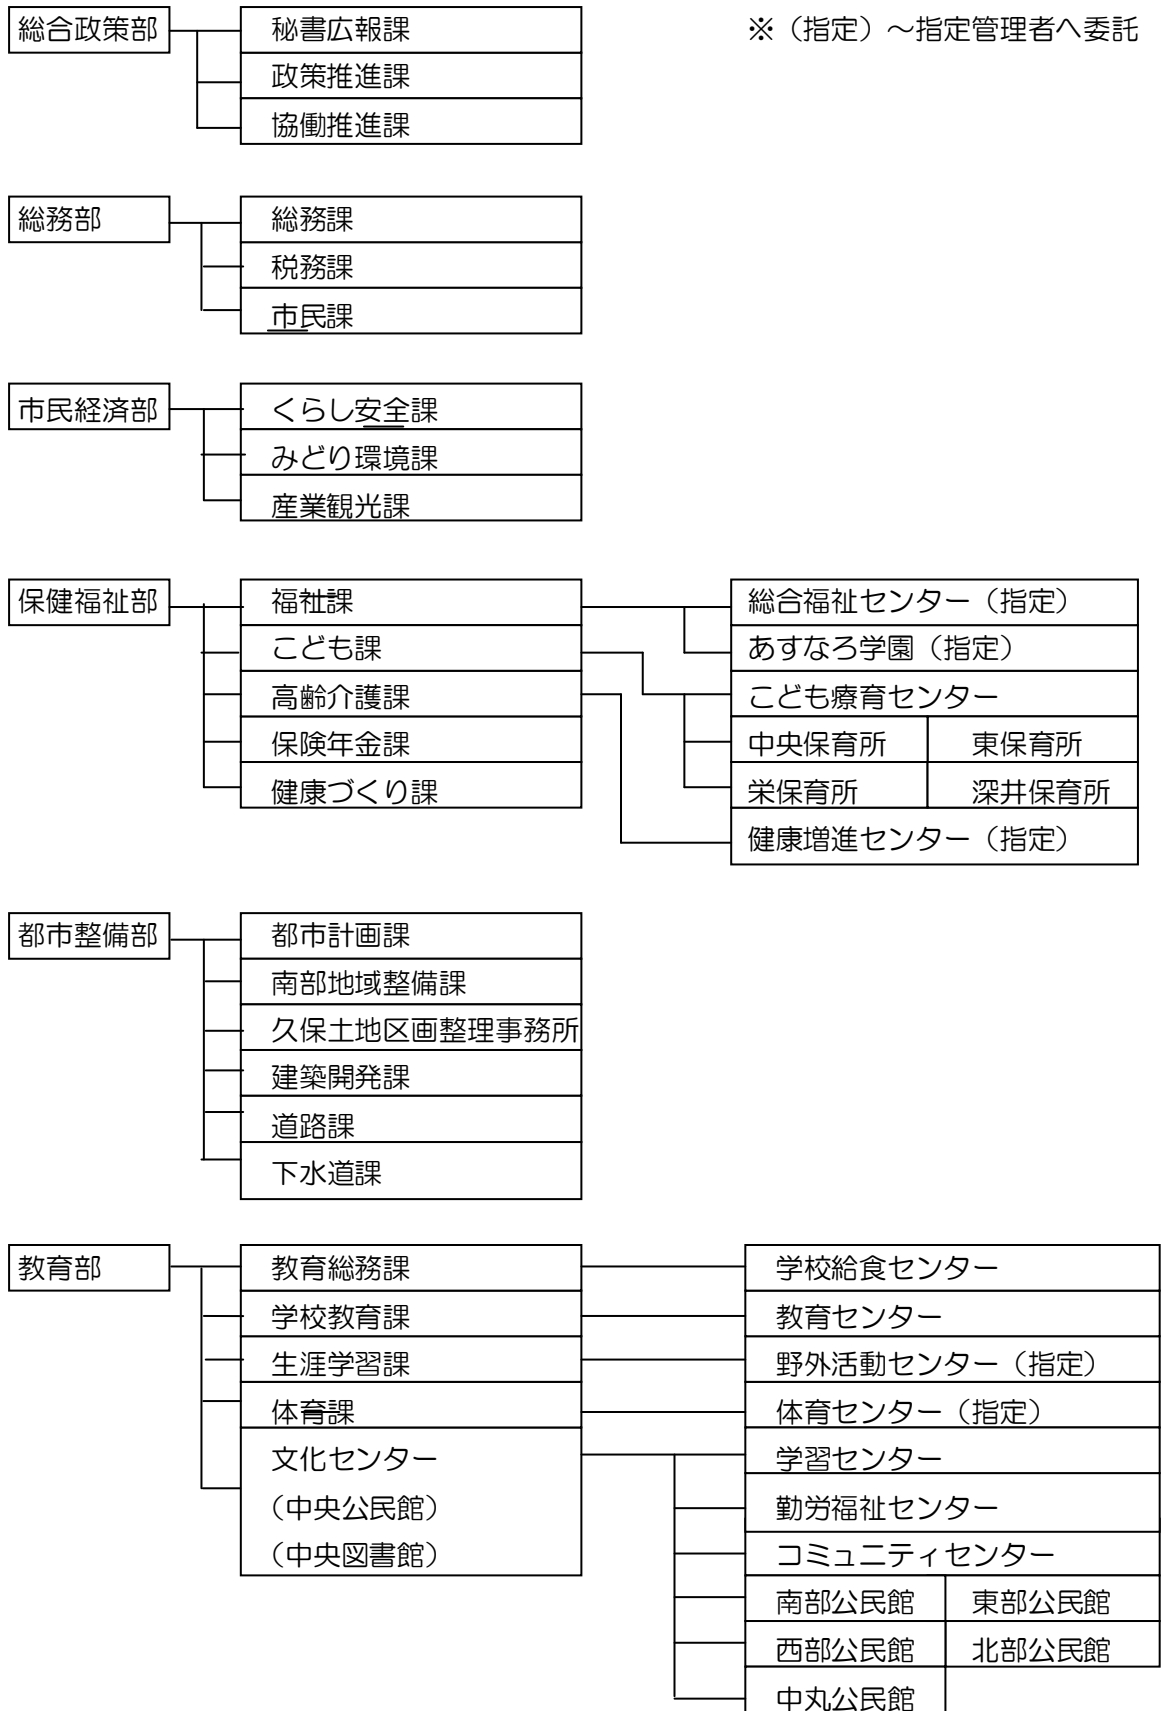 総合政策部 秘書広報課 ※（指定）～指定管理者へ委託
政策推進課
協働推進課
総務部 総務課
税務課
市民課
市民経済部 くらし安全課
みどり環境課
産業観光課
保健福祉部 福祉課 総合福祉センター（指定）
こども課 あすなろ学園（指定）
高齢介護課 こども療育センター
保険年金課 中央保育所 東保育所
健康づくり課 栄保育所 深井保育所
健康増進センター（指定）
都市整備部 都市計画課
南部地域整備課
久保土地区画整理事務所
建築開発課
道路課
下水道課
教育部 教育総務課 学校給食センター
学校教育課 教育センター
生涯学習課 野外活動センター（指定）
体育課 体育センター（指定）
文化センター 学習センター
（中央公民館） 勤労福祉センター
（中央図書館） コミュニティセンター
南部公民館 東部公民館
西部公民館 北部公民館
中丸公民館